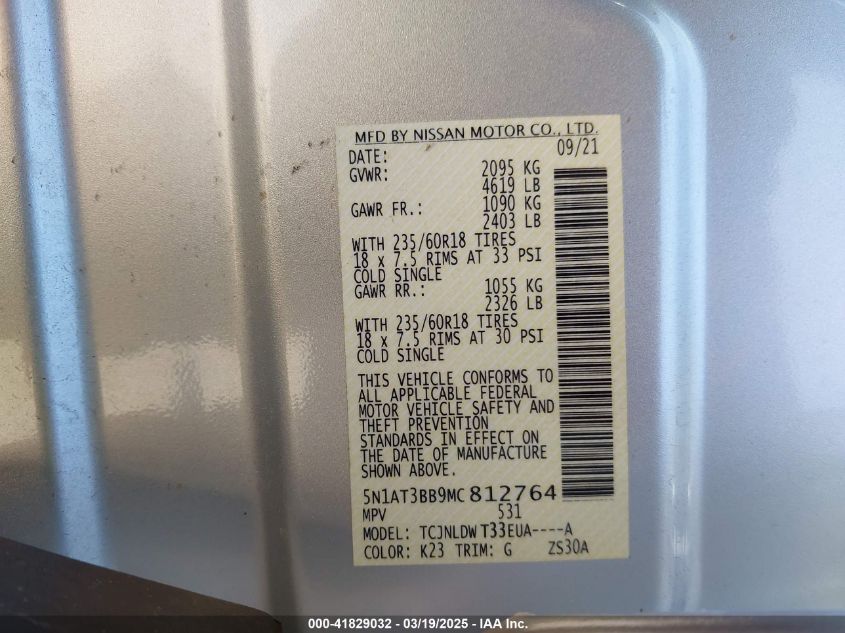 MFD BY NISSAN MOTOR CO., LTD.
DATE: 09/21
GVWR: 2095 KG
4619 LB
GAWR FR.: 1090 KG
2403 LB
WITH 235/60R18 TIRES
18 x 7.5 RIMS AT 33 PSI
COLD SINGLE
GAWR RR.: 1055 KG
2326 LB
WITH 235/60R18 TIRES
18 x 7.5 RIMS AT 30 PSI
COLD SINGLE
THIS VEHICLE CONFORMS TO
ALL APPLICABLE FEDERAL
MOTOR VEHICLE SAFETY AND
THEFT PREVENTION
STANDARDS IN EFFECT ON
THE DATE OF MANUFACTURE
SHOWN ABOVE.
5N1AT3BB9MC812764
MPV 531
MODEL: TCJNLDW T33EUA----A
COLOR: K23 TRIM: G ZS30A
000-41829032 - 03/19/2025 - IAA Inc.